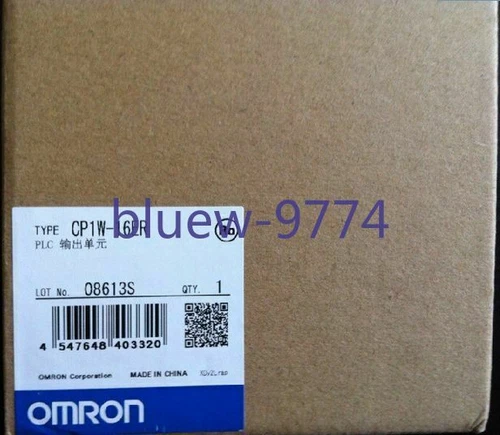 bluew-9774
TYPE CP1W-16ER
PLC 输出单元
LOT No. 08613S QTY. 1
4 547648 403320
OMRON Corporation MADE IN CHINA
OMRON